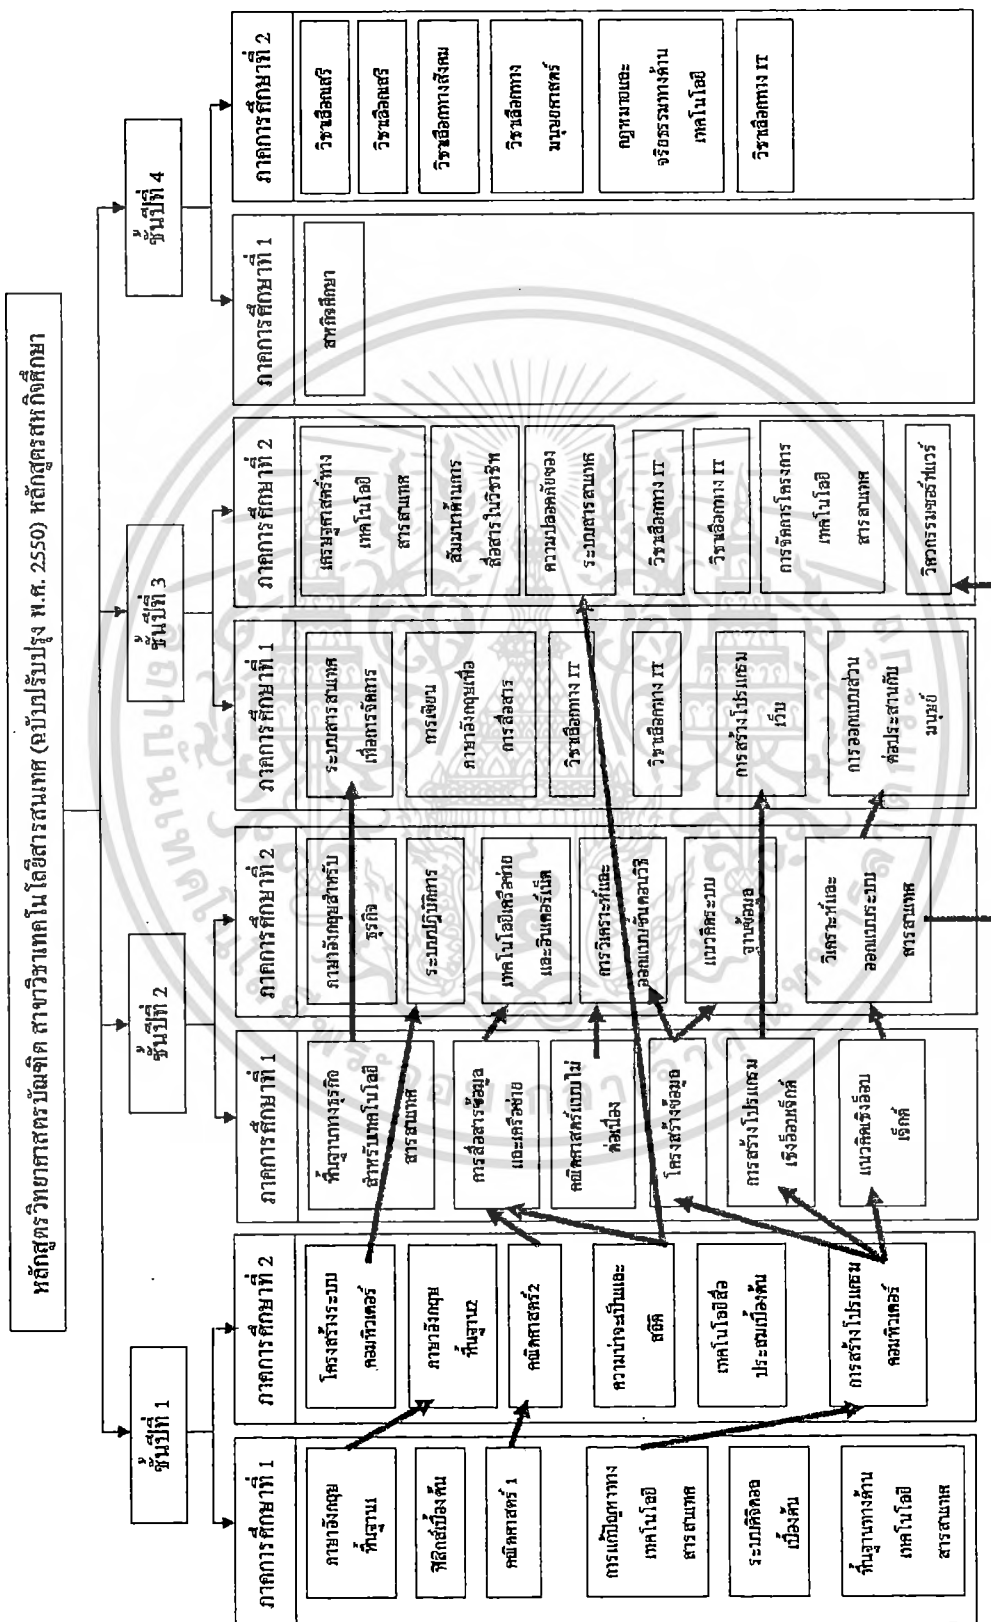 หลักสูตรวิทยาศาสตรบัณฑิต สาขาวิชาเทคโนโลยีสารสนเทศ (ฉบับปรับปรุง พ.ศ. 2550) หลักสูตรสหกิจศึกษา
ชั้นปีที่ 1
ภาคการศึกษาที่ 1
ภาษาอังกฤษ
พื้นฐาน1
ฟิสิกส์เบื้องต้น
คณิตศาสตร์ 1
การแก้ปัญหาทาง
เทคโนโลยี
สารสนเทศ
ระบบดิจิตอล
เบื้องต้น
พื้นฐานทางด้าน
เทคโนโลยี
สารสนเทศ
ภาคการศึกษาที่ 2
โครงสร้างระบบ
คอมพิวเตอร์
ภาษาอังกฤษ
พื้นฐาน2
คณิตศาสตร์2
ความน่าจะเป็นและ
สถิติ
เทคโนโลยีสื่อ
ประสมเบื้องต้น
การสร้างโปรแกรม
คอมพิวเตอร์
ชั้นปีที่ 2
ภาคการศึกษาที่ 1
พื้นฐานทางธุรกิจ
สำหรับเทคโนโลยี
สารสนเทศ
การสื่อสารข้อมูล
และเครือข่าย
คณิตศาสตร์แบบไม่
ต่อเนื่อง
โครงสร้างข้อมูล
การสร้างโปรแกรม
เชิงอ็อบเจ็กต์
แนวคิดเชิงอ็อบ
เจ็กต์
ภาคการศึกษาที่ 2
ภาษาอังกฤษสำหรับ
ธุรกิจ
ระบบปฏิบัติการ
เทคโนโลยีเครือข่าย
และอินเตอร์เน็ต
การวิเคราะห์และ
ออกแบบขั้นตอนวิธี
แนวคิดระบบ
ฐานข้อมูล
วิเคราะห์และ
ออกแบบระบบ
สารสนเทศ
ชั้นปีที่ 3
ภาคการศึกษาที่ 1
ระบบสารสนเทศ
เพื่อการจัดการ
การเขียน
ภาษาอังกฤษเพื่อ
การสื่อสาร
วิชาเลือกทาง IT
วิชาเลือกทาง IT
การสร้างโปรแกรม
เว็บ
การออกแบบส่วน
ต่อประสานกับ
มนุษย์
ภาคการศึกษาที่ 2
เศรษฐศาสตร์ทาง
เทคโนโลยี
สารสนเทศ
สัมมนาด้านการ
สื่อสารในวิชาชีพ
ความปลอดภัยของ
ระบบสารสนเทศ
วิชาเลือกทาง IT
วิชาเลือกทาง IT
การจัดการโครงการ
เทคโนโลยี
สารสนเทศ
วิศวกรรมซอร์ฟแวร์
ชั้นปีที่ 4
ภาคการศึกษาที่ 1
สหกิจศึกษา
ภาคการศึกษาที่ 2
วิชาเลือกเสรี
วิชาเลือกเสรี
วิชาเลือกทางสังคม
วิชาเลือกทาง
มนุษยศาสตร์
กฎหมายและ
จริยธรรมทางด้าน
เทคโนโลยี
วิชาเลือกทาง IT